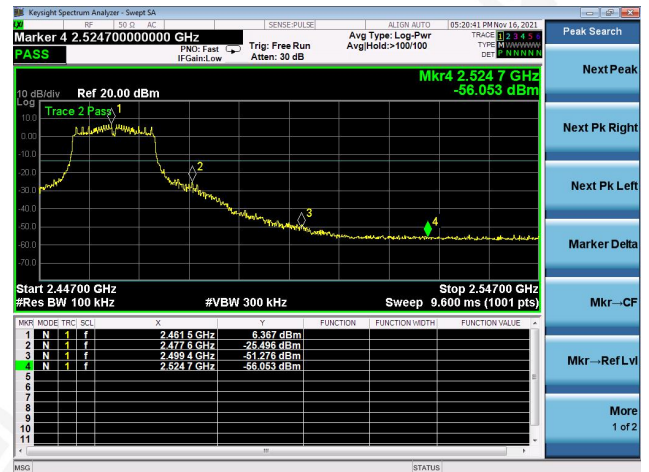 Keysight Spectrum Analyzer - Swept SA
LXI RF 50 Ω AC SENSE:PULSE ALIGN AUTO 05:20:41 PM Nov 16, 2021
Marker 4 2.524700000000 GHz
PNO: Fast
IFGain:Low
Trig: Free Run
Atten: 30 dB
Avg Type: Log-Pwr
Avg|Hold:>100/100
TRACE 1 2 3 4 5 6
TYPE M W W W W W
DET P N N N N N
PASS
Mkr4 2.524 7 GHz
-56.053 dBm
10 dB/div Ref 20.00 dBm
Log
Trace 2 Pass
1
2
3
4
10.0
0.00
-10.0
-20.0
-30.0
-40.0
-50.0
-60.0
-70.0
Start 2.44700 GHz Stop 2.54700 GHz
#Res BW 100 kHz #VBW 300 kHz Sweep 9.600 ms (1001 pts)
MKR MODE TRC SCL X Y FUNCTION FUNCTION WIDTH FUNCTION VALUE
1 N 1 f 2.461 5 GHz 6.367 dBm
2 N 1 f 2.477 6 GHz -25.496 dBm
3 N 1 f 2.499 4 GHz -51.276 dBm
4 N 1 f 2.524 7 GHz -56.053 dBm
5
6
7
8
9
10
11
MSG STATUS
Peak Search
Next Peak
Next Pk Right
Next Pk Left
Marker Delta
Mkr→CF
Mkr→Ref Lvl
More
1 of 2